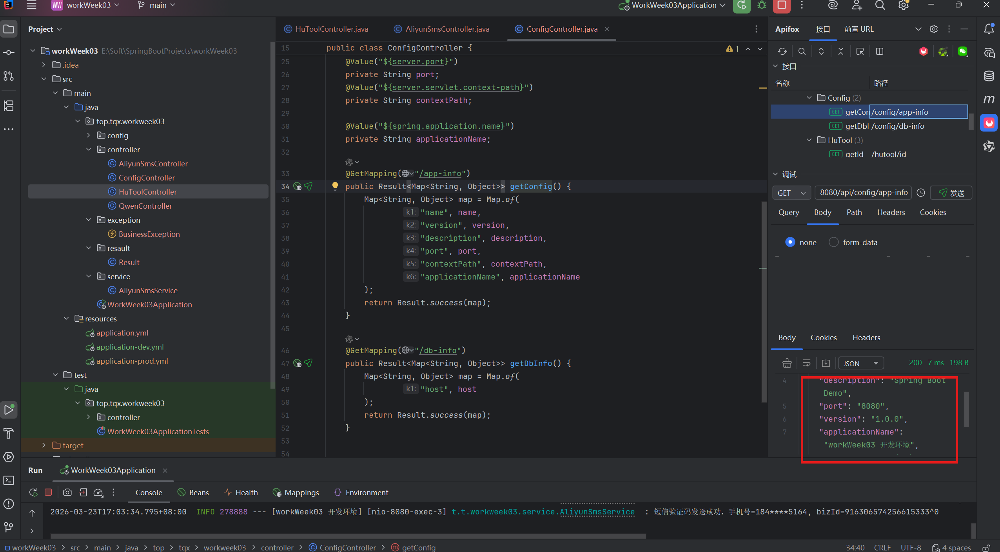 WW workWeek03 main WorkWeek03Application
Project
workWeek03 E:\Soft\SpringBootProjects\workWeek03
.idea
src
main
java
top.tqx.workweek03
config
controller
AliyunSmsController
ConfigController
HuToolController
QwenController
exception
BusinessException
resault
Result
service
AliyunSmsService
WorkWeek03Application
resources
application.yml
application-dev.yml
application-prod.yml
test
java
top.tqx.workweek03
controller
WorkWeek03ApplicationTests
target
HuToolController.java AliyunSmsController.java ConfigController.java
15 public class ConfigController {
1
25 @Value("${server.port}")
26 private String port;
27 @Value("${server.servlet.context-path}")
28 private String contextPath;
29
30 @Value("${spring.application.name}")
31 private String applicationName;
32
33 @GetMapping("/app-info")
34 public Result<Map<String, Object>> getConfig() {
35 Map<String, Object> map = Map.of(
36 k1: "name", name,
37 k2: "version", version,
38 k3: "description", description,
39 k4: "port", port,
40 k5: "contextPath", contextPath,
41 k6: "applicationName", applicationName
42 );
43 return Result.success(map);
44 }
45
46 @GetMapping("/db-info")
47 public Result<Map<String, Object>> getDbInfo() {
48 Map<String, Object> map = Map.of(
49 k1: "host", host
50 );
51 return Result.success(map);
52 }
53
54
Apifox 接口 前置 URL
接口
名称 路径
Config (2)
GET getCon /config/app-info
GET getDbI /config/db-info
HuTool (3)
GET getId /hutool/id
调试
GET 8080/api/config/app-info 发送
Query Body Path Headers Cookies
none form-data
Body Cookies Headers
JSON 200 7 ms 198 B
4 "description": "Spring Boot
Demo",
5 "port": "8080",
6 "version": "1.0.0",
7 "applicationName":
"workWeek03 开发环境",
Run WorkWeek03Application
Console Beans Health Mappings Environment
2026-03-23T17:03:34.795+08:00 INFO 278888 --- [workWeek03 开发环境] [nio-8080-exec-3] t.t.workweek03.service.AliyunSmsService : 短信验证码发送成功，手机号=184****5164, bizId=916306574256615333^0
workWeek03 > src > main > java > top > tqx > workweek03 > controller > ConfigController > getConfig
34:40 CRLF UTF-8 4 spaces